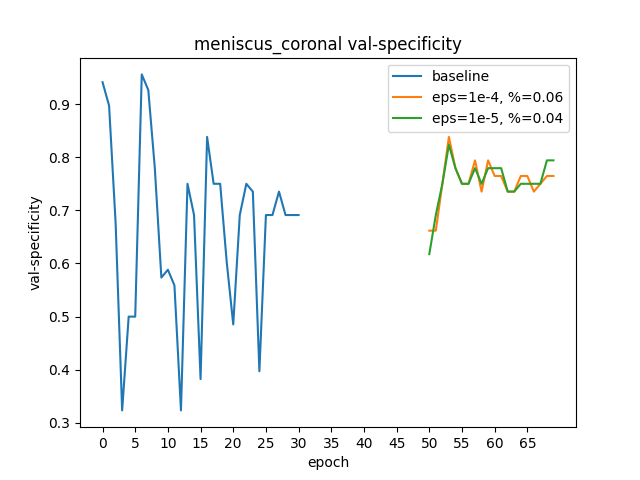 meniscus_coronal val-specificity
baseline
eps=1e-4, %=0.06
eps=1e-5, %=0.04
val-specificity
0.9
0.8
0.7
0.6
0.5
0.4
0.3
0 5 10 15 20 25 30 35 40 45 50 55 60 65
epoch